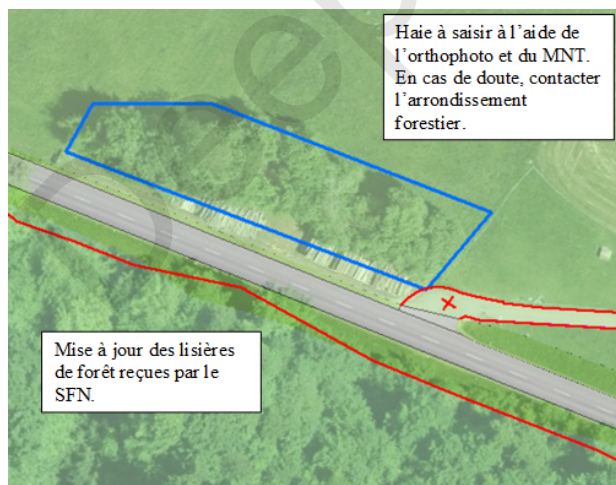 Haie à saisir à l’aide de
l’orthophoto et du MNT.
En cas de doute, contacter
l’arrondissement
forestier.
Mise à jour des lisières
de forêt reçues par le
SFN.